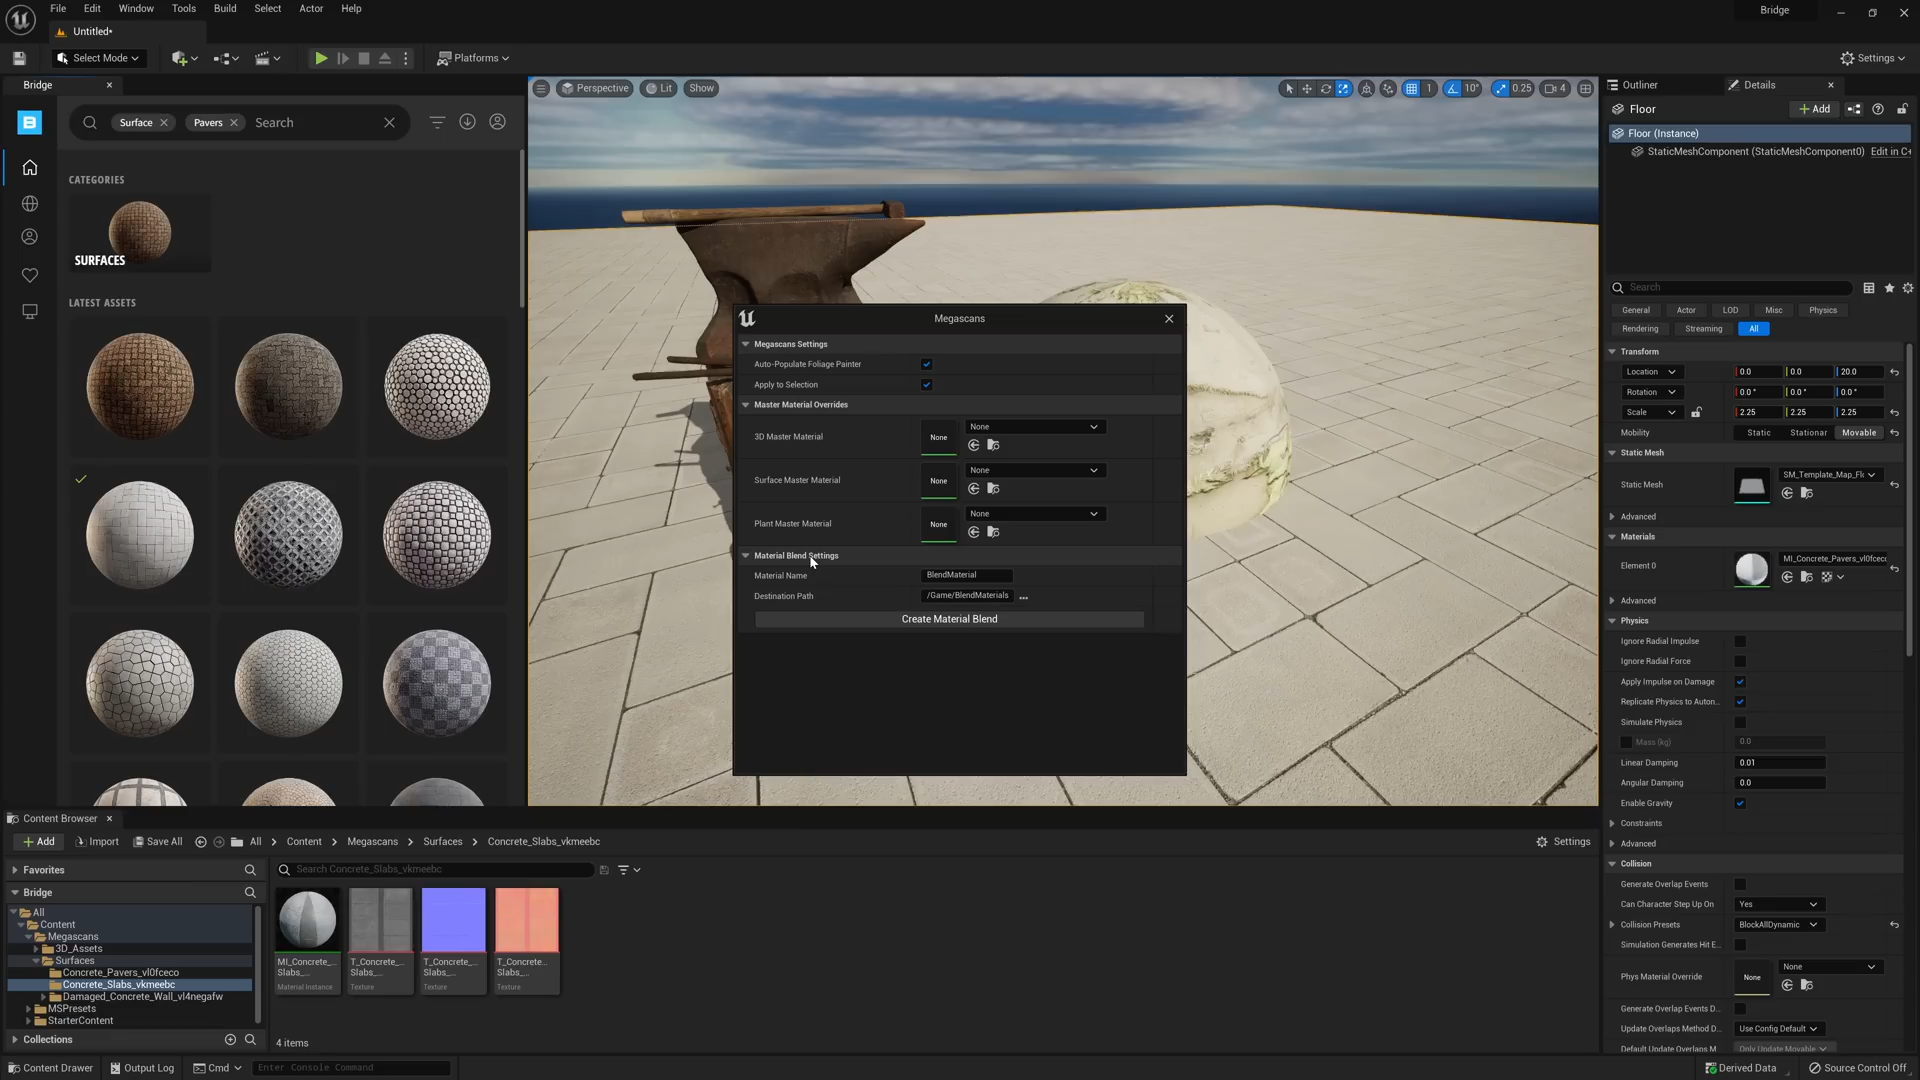 File Edit Window Tools Build Select Actor Help
Bridge
Untitled*
Select Mode
Platforms
Settings
Bridge
Surface
Pavers
Search
CATEGORIES
SURFACES
LATEST ASSETS
Perspective
Lit
Show
1
10°
0.25
4
Megascans
Megascans Settings
Auto-Populate Foliage Painter
Apply to Selection
Master Material Overrides
3D Master Material
None
None
Surface Master Material
None
None
Plant Master Material
None
None
Material Blend Settings
Material Name
BlendMaterial
Destination Path
/Game/BlendMaterials
Create Material Blend
Outliner
Details
Floor
Add
Floor (Instance)
StaticMeshComponent (StaticMeshComponent0)
Edit in C+
Search
General Actor LOD Misc Physics
Rendering Streaming All
Transform
Location 0.0 0.0 20.0
Rotation 0.0° 0.0° 0.0°
Scale 2.25 2.25 2.25
Mobility Static Stationar Movable
Static Mesh
Static Mesh
SM_Template_Map_Flo
Advanced
Materials
Element 0
MI_Concrete_Pavers_vl0fceco
Advanced
Physics
Ignore Radial Impulse
Ignore Radial Force
Apply Impulse on Damage
Replicate Physics to Auton...
Simulate Physics
Mass (kg) 0.0
Linear Damping 0.01
Angular Damping 0.0
Enable Gravity
Constraints
Advanced
Collision
Generate Overlap Events
Can Character Step Up On Yes
Collision Presets BlockAllDynamic
Simulation Generates Hit E...
Phys Material Override
None
None
Generate Overlap Events D...
Update Overlaps Method D... Use Config Default
Default Update Overlaps M Only Update Movable
Content Browser
Add
Import
Save All
All
Content
Megascans
Surfaces
Concrete_Slabs_vkmeebc
Settings
Favorites
Search Concrete_Slabs_vkmeebc
Bridge
All
Content
Megascans
3D_Assets
Surfaces
Concrete_Pavers_vl0fceco
Concrete_Slabs_vkmeebc
Damaged_Concrete_Wall_vl4negafw
MSPresets
StarterContent
Collections
MI_Concrete_
Slabs_...
Material Instance
T_Concrete_...
Slabs_...
Texture
T_Concrete_...
Slabs_...
Texture
T_Concrete...
Slabs_...
Texture
4 items
Content Drawer
Output Log
Cmd
Enter Console Command
Derived Data
Source Control Off